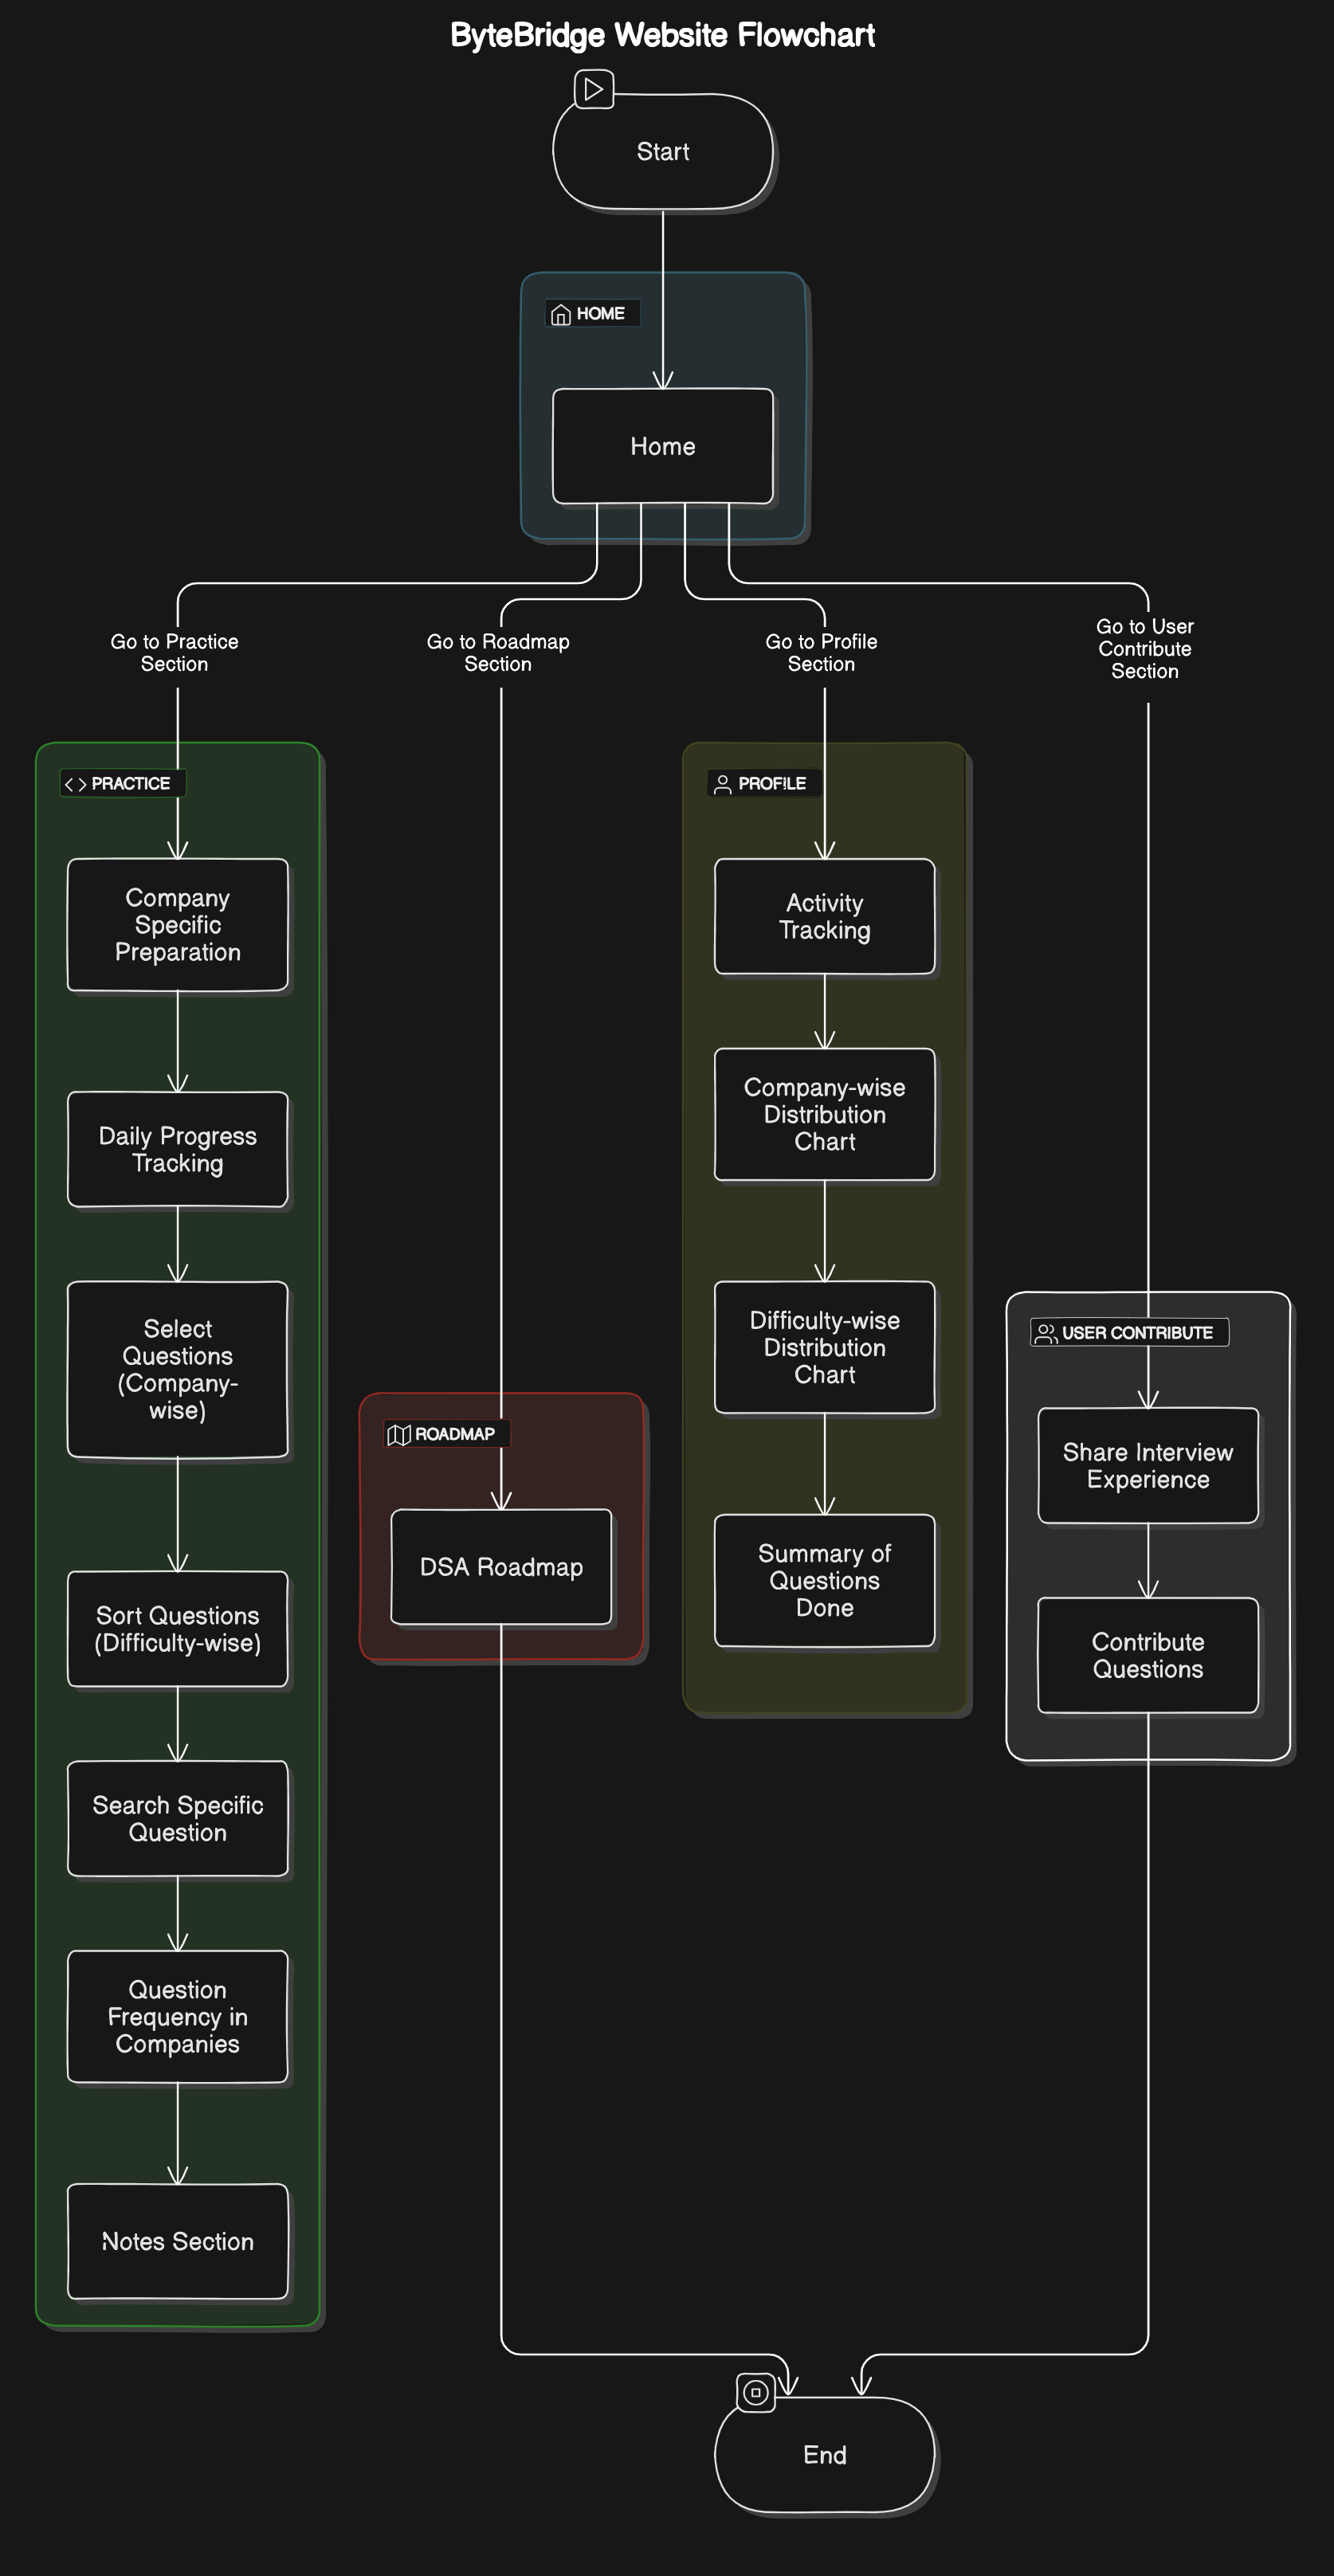 ByteBridge Website Flowchart
Start
HOME
Home
Go to Practice
Section
Go to Roadmap
Section
Go to Profile
Section
Go to User
Contribute
Section
PRACTICE
Company
Specific
Preparation
Daily Progress
Tracking
Select
Questions
(Company-
wise)
Sort Questions
(Difficulty-wise)
Search Specific
Question
Question
Frequency in
Companies
Notes Section
ROADMAP
DSA Roadmap
PROFILE
Activity
Tracking
Company-wise
Distribution
Chart
Difficulty-wise
Distribution
Chart
Summary of
Questions
Done
USER CONTRIBUTE
Share Interview
Experience
Contribute
Questions
End